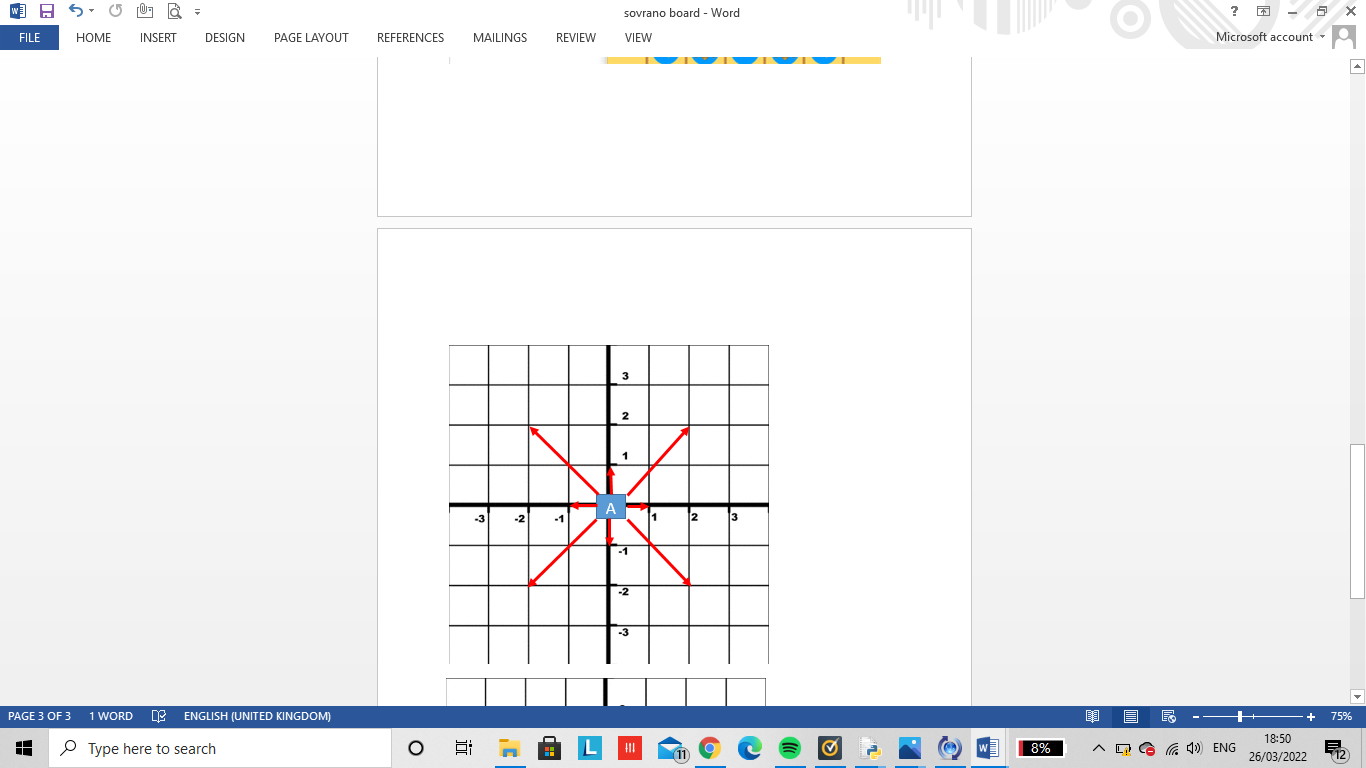 sovrano board - Word
?
FILE HOME INSERT DESIGN PAGE LAYOUT REFERENCES MAILINGS REVIEW VIEW
Microsoft account
3
2
1
A
-3 -2 -1 1 2 3
-1
-2
-3
PAGE 3 OF 3 1 WORD ENGLISH (UNITED KINGDOM)
75%
Type here to search
L
11
8%
ENG
18:50
26/03/2022
12